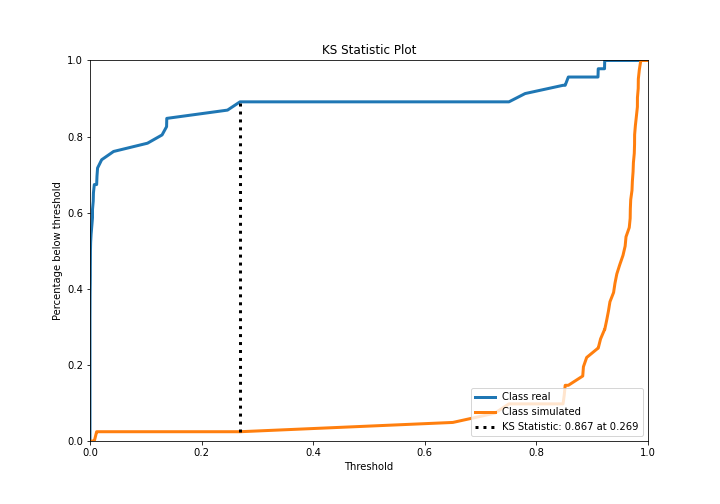 KS Statistic Plot
1.0
0.8
0.6
0.4
0.2
0.0
Percentage below threshold
Class real
Class simulated
KS Statistic: 0.867 at 0.269
0.0 0.2 0.4 0.6 0.8 1.0
Threshold